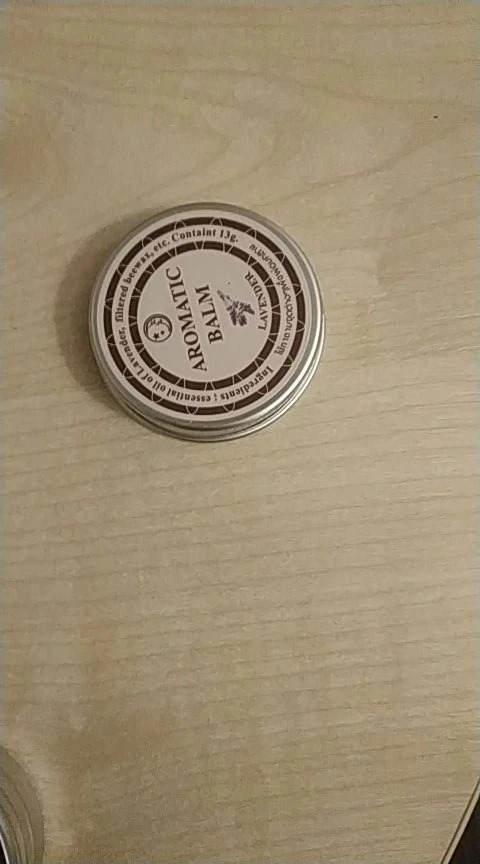 AROMATIC
BALM
LAVENDER
Ingredients ; essential oil of Lavender, filtered beewax, etc. Containt 13g.